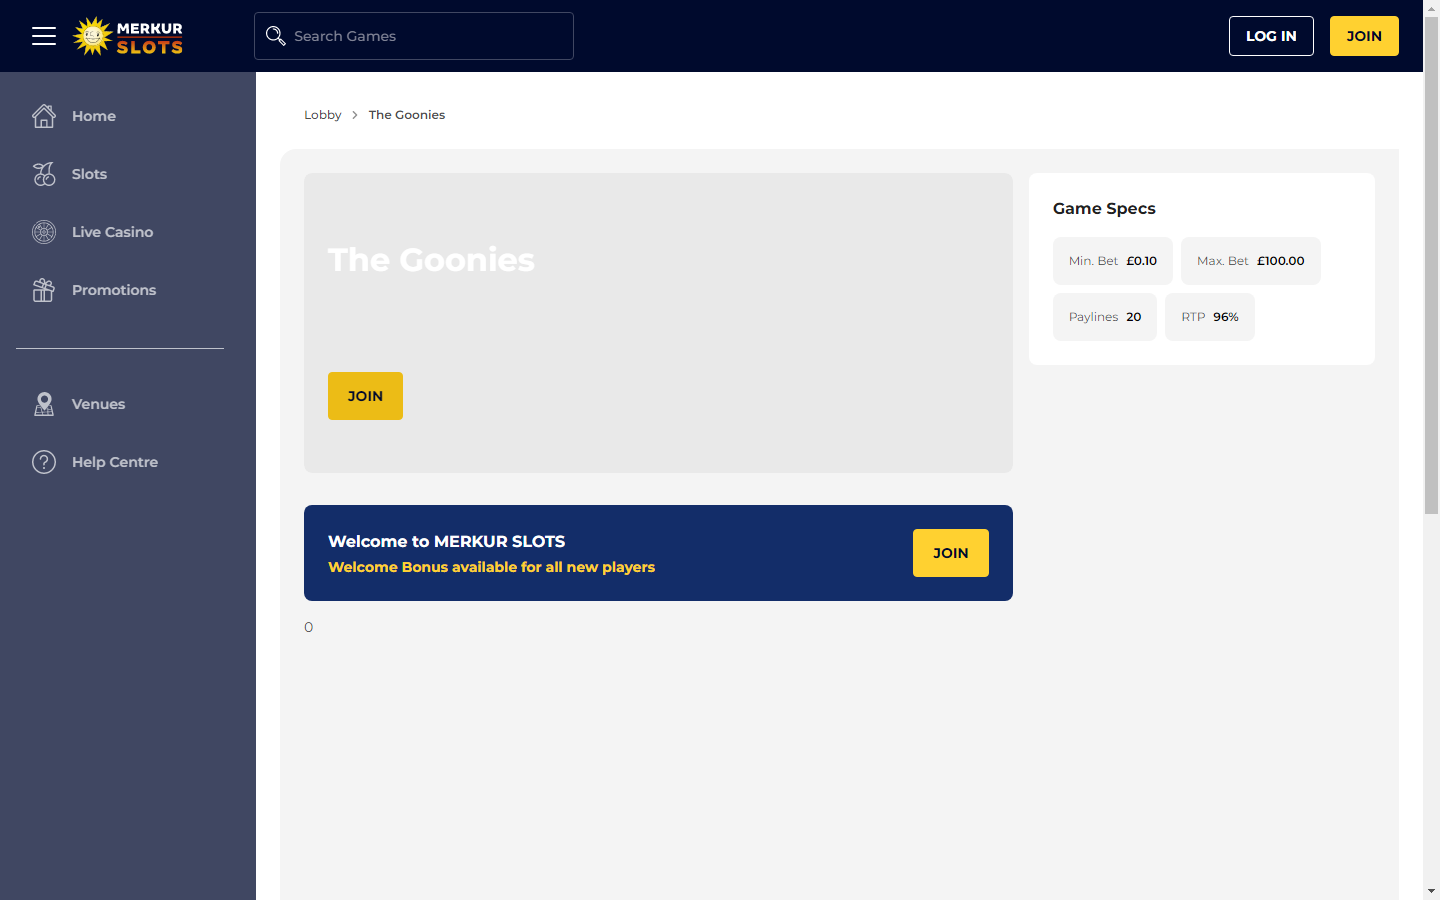 MERKUR
SLOTS
Search Games
LOG IN
JOIN
Home
Slots
Live Casino
Promotions
Venues
Help Centre
Lobby
The Goonies
The Goonies
JOIN
Game Specs
Min. Bet £0.10
Max. Bet £100.00
Paylines 20
RTP 96%
Welcome to MERKUR SLOTS
Welcome Bonus available for all new players
JOIN
0